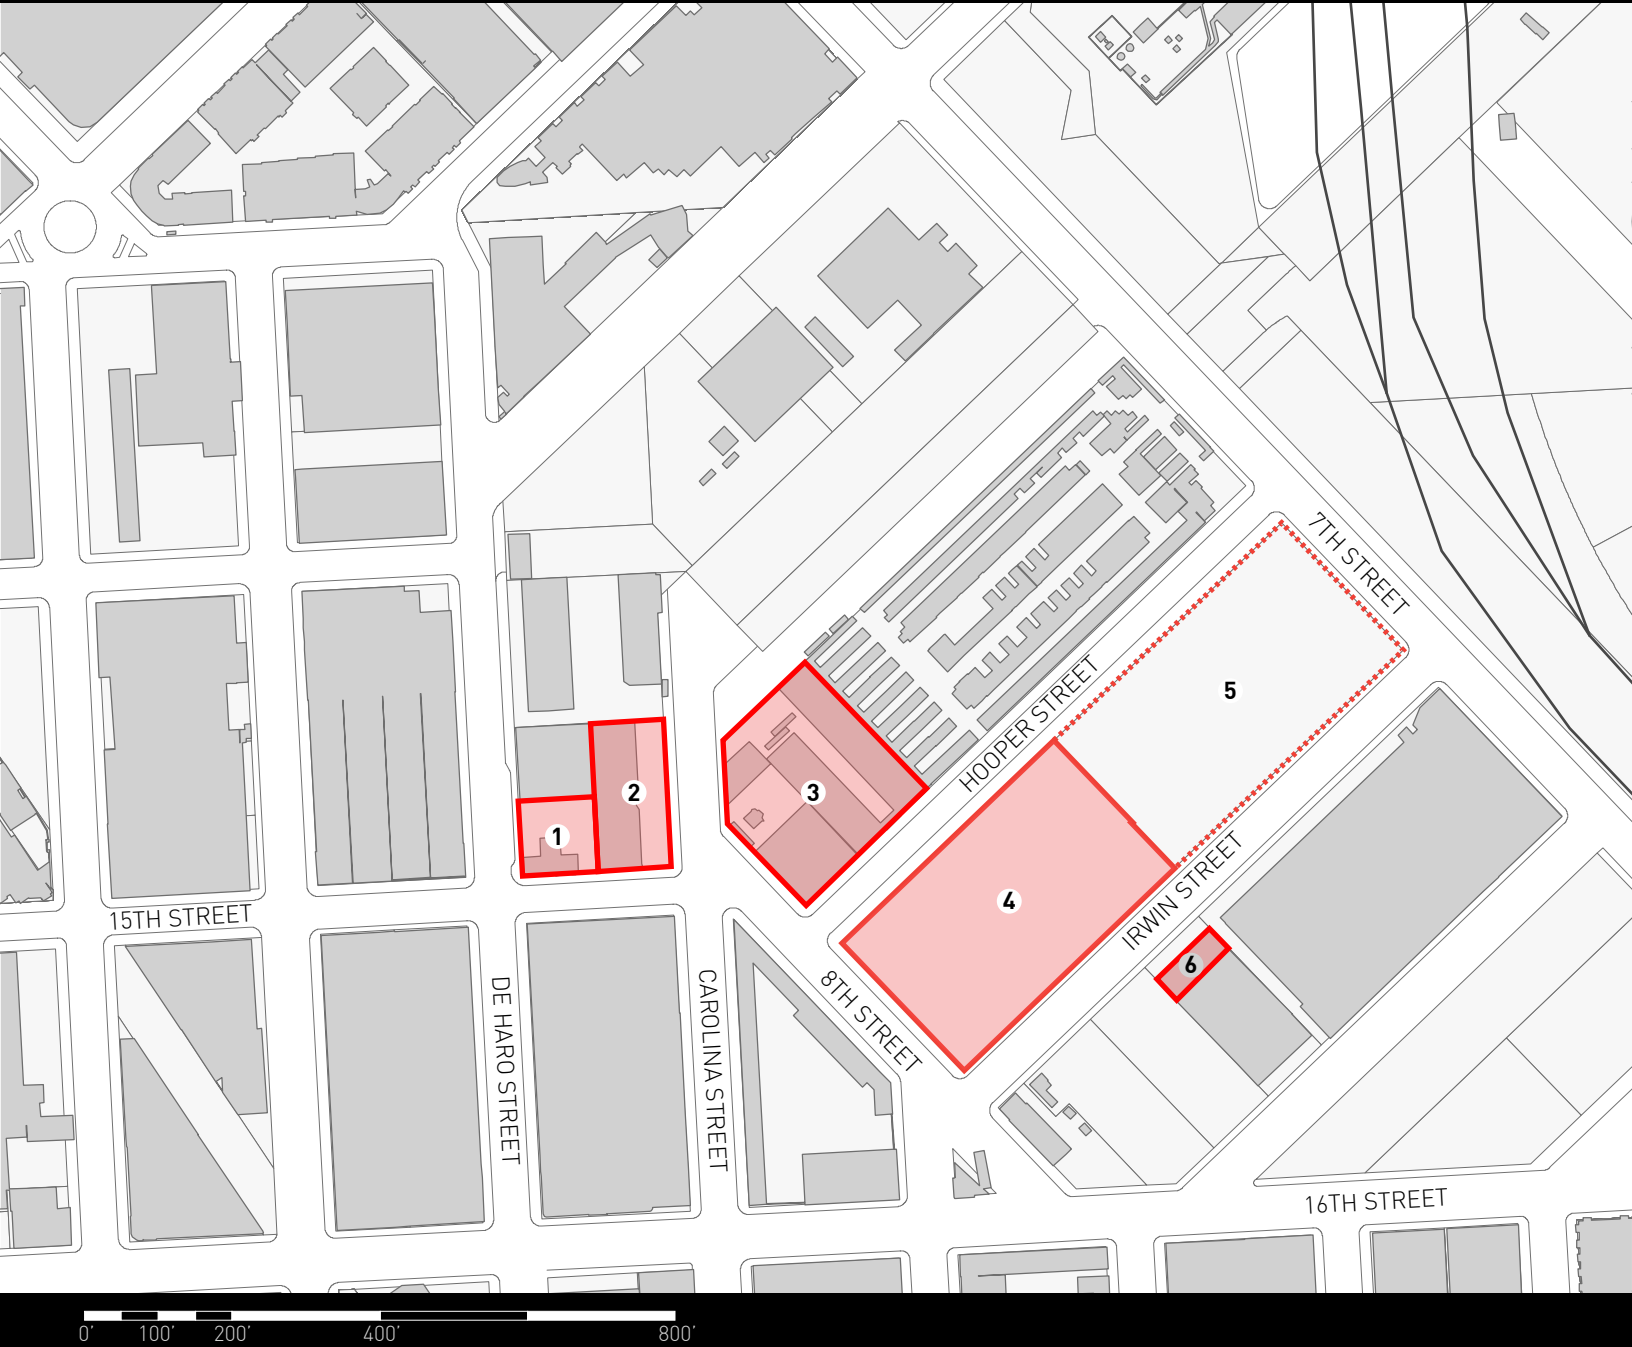 7TH STREET
5
HOOPER STREET
2
3
1
4
IRWIN STREET
15TH STREET
6
DE HARO STREET
CAROLINA STREET
8TH STREET
16TH STREET
0' 100' 200' 400' 800'